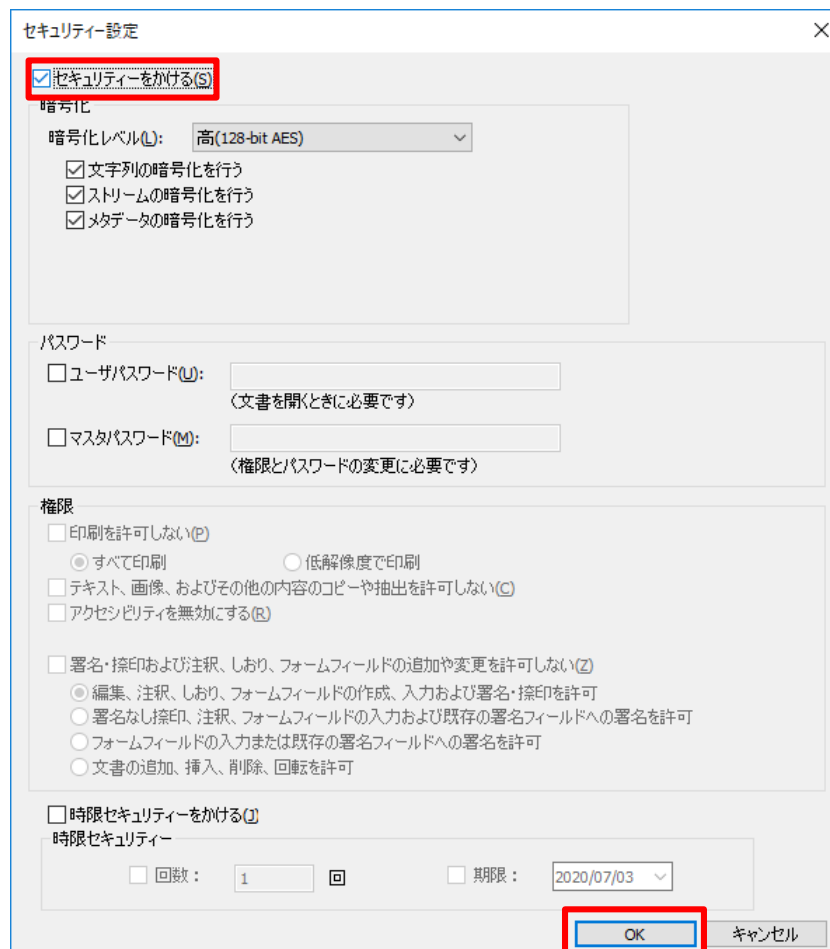 セキュリティー設定
セキュリティーをかける(S)
暗号化
暗号化レベル(L): 高(128-bit AES)
文字列の暗号化を行う
ストリームの暗号化を行う
メタデータの暗号化を行う
パスワード
ユーザパスワード(U):
(文書を開くときに必要です)
マスタパスワード(M):
(権限とパスワードの変更に必要です)
権限
印刷を許可しない(P)
すべて印刷 低解像度で印刷
テキスト、画像、およびその他の内容のコピーや抽出を許可しない(C)
アクセシビリティを無効にする(R)
署名・捺印および注釈、しおり、フォームフィールドの追加や変更を許可しない(Z)
編集、注釈、しおり、フォームフィールドの作成、入力および署名・捺印を許可
署名なし捺印、注釈、フォームフィールドの入力および既存の署名フィールドへの署名を許可
フォームフィールドの入力または既存の署名フィールドへの署名を許可
文書の追加、挿入、削除、回転を許可
時限セキュリティーをかける(J)
時限セキュリティー
回数： 1 回 期限： 2020/07/03
OK キャンセル